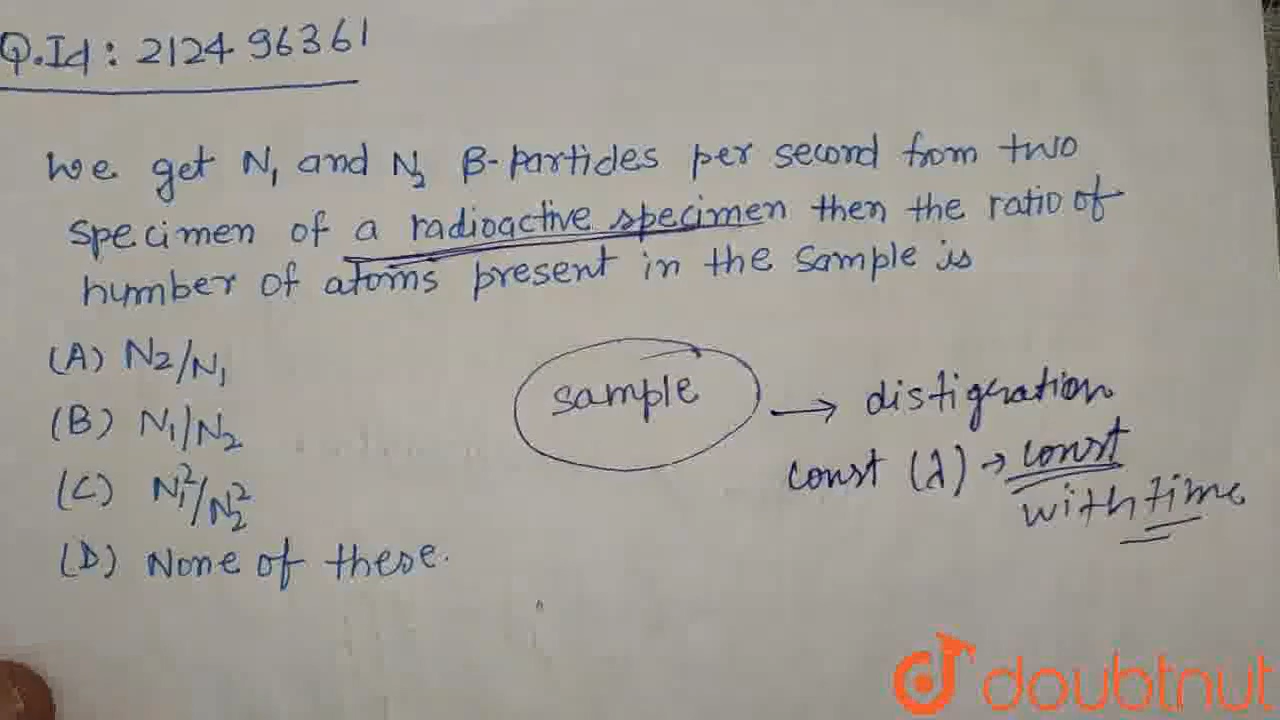 Q.Id : 212496361
We get N₁ and N₂ β-particles per second from two
specimen of a radioactive specimen then the ratio of
number of atoms present in the sample is
(A) N₂/N₁
(B) N₁/N₂
(C) N₁²/N₂²
(D) None of these.
sample
→ distigration
const (λ) → const
with time
doubtnut